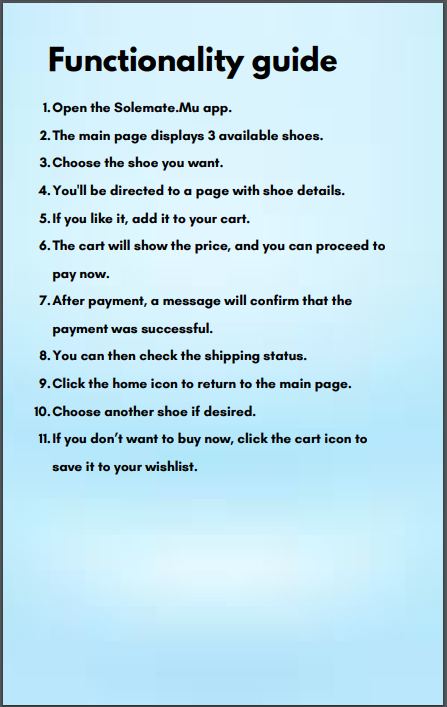 Functionality guide
1. Open the Solemate.Mu app.
2. The main page displays 3 available shoes.
3. Choose the shoe you want.
4. You'll be directed to a page with shoe details.
5. If you like it, add it to your cart.
6. The cart will show the price, and you can proceed to
pay now.
7. After payment, a message will confirm that the
payment was successful.
8. You can then check the shipping status.
9. Click the home icon to return to the main page.
10. Choose another shoe if desired.
11. If you don’t want to buy now, click the cart icon to
save it to your wishlist.